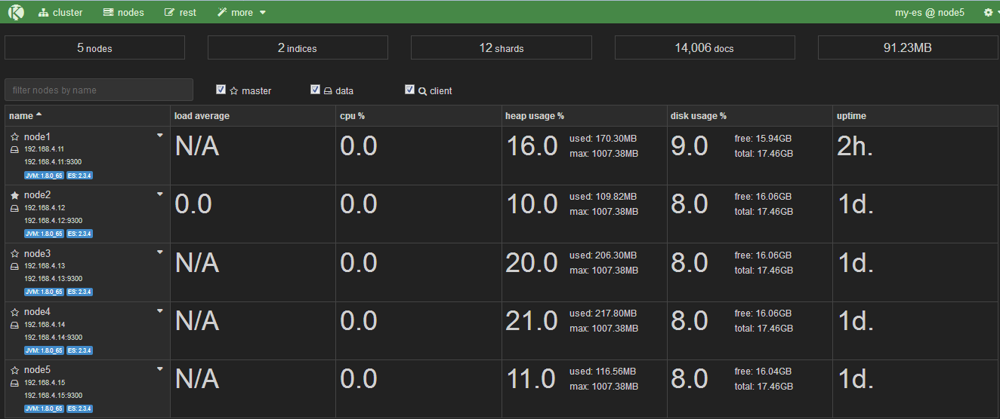 cluster nodes rest more my-es @ node5
5 nodes 2 indices 12 shards 14,006 docs 91.23MB
filter nodes by name master data client
name load average cpu % heap usage % disk usage % uptime
node1
192.168.4.11
192.168.4.11:9300
JVM: 1.8.0_65 ES: 2.3.4
N/A 0.0 16.0
used: 170.30MB
max: 1007.38MB
9.0
free: 15.94GB
total: 17.46GB
2h.
node2
192.168.4.12
192.168.4.12:9300
JVM: 1.8.0_65 ES: 2.3.4
0.0 0.0 10.0
used: 109.82MB
max: 1007.38MB
8.0
free: 16.06GB
total: 17.46GB
1d.
node3
192.168.4.13
192.168.4.13:9300
JVM: 1.8.0_65 ES: 2.3.4
N/A 0.0 20.0
used: 206.30MB
max: 1007.38MB
8.0
free: 16.06GB
total: 17.46GB
1d.
node4
192.168.4.14
192.168.4.14:9300
JVM: 1.8.0_65 ES: 2.3.4
N/A 0.0 21.0
used: 217.80MB
max: 1007.38MB
8.0
free: 16.06GB
total: 17.46GB
1d.
node5
192.168.4.15
192.168.4.15:9300
JVM: 1.8.0_65 ES: 2.3.4
N/A 0.0 11.0
used: 116.56MB
max: 1007.38MB
8.0
free: 16.04GB
total: 17.46GB
1d.